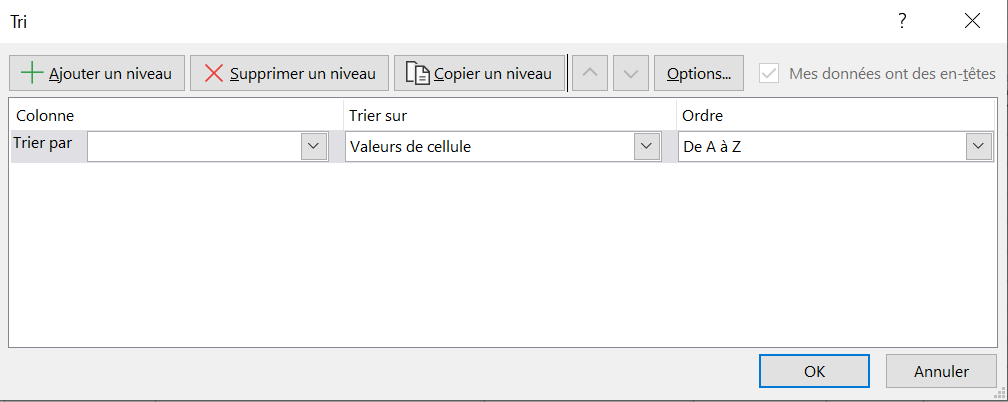 Tri ?
Ajouter un niveau Supprimer un niveau Copier un niveau Options... Mes données ont des en-têtes
Colonne Trier sur Ordre
Trier par Valeurs de cellule De A à Z
OK Annuler